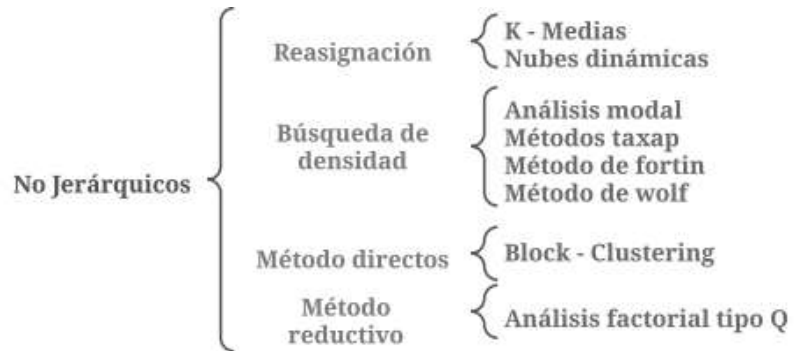 No Jerárquicos
Reasignación
K - Medias
Nubes dinámicas
Búsqueda de
densidad
Análisis modal
Métodos taxap
Método de fortin
Método de wolf
Método directos
Block - Clustering
Método
reductivo
Análisis factorial tipo Q